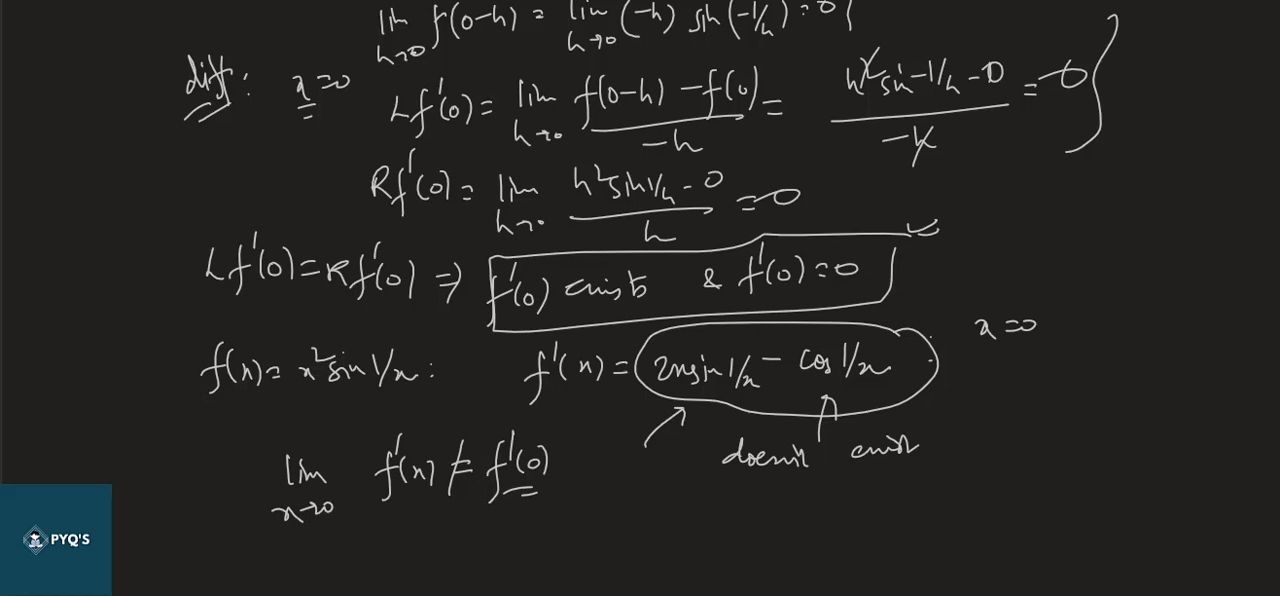 lim h→0 f(0-h) = lim h→0 (-h) sin(-1/h) = 0
diff: x=0
Lf'(0) = lim h→0 f(0-h) - f(0) / -h = h² sin -1/h - 0 / -h = 0
Rf'(0) = lim h→0 h² sin 1/h - 0 / h = 0
Lf'(0) = Rf'(0) ⇒ f'(0) exists & f'(0) = 0
x=0
f(x) = x² sin 1/x : f'(x) = (2x sin 1/x - cos 1/x)
doesn't exist
lim x→0 f'(x) ≠ f'(0)
PYQ'S